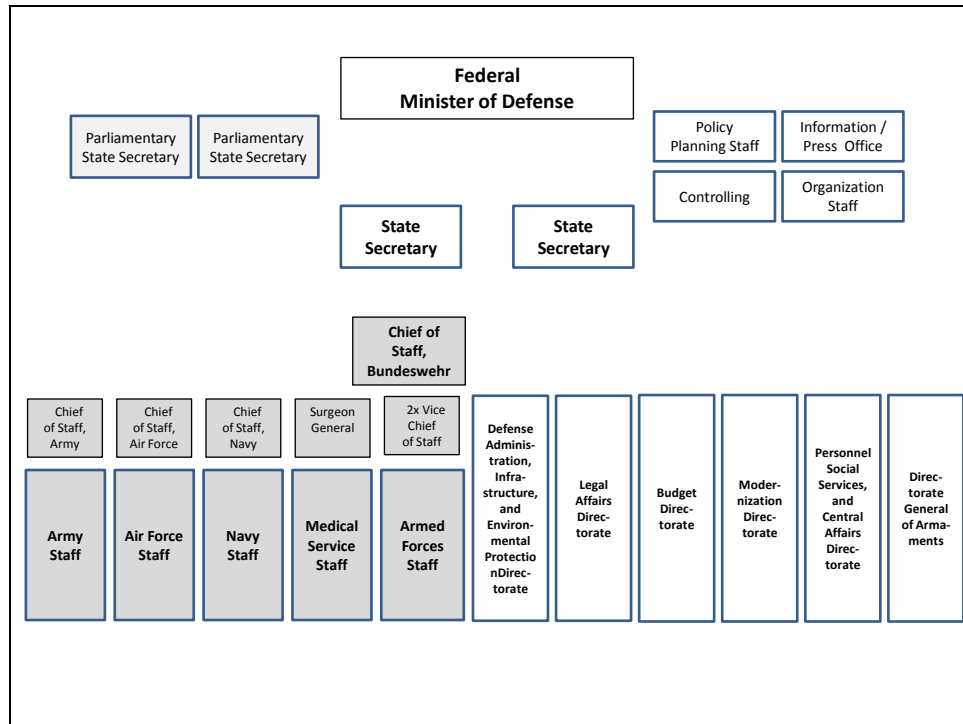 Federal
Minister of Defense
Parliamentary
State Secretary
Parliamentary
State Secretary
Policy
Planning Staff
Information /
Press Office
Controlling
Organization
Staff
State
Secretary
State
Secretary
Chief of
Staff,
Bundeswehr
Chief
of Staff,
Army
Chief
of Staff,
Air Force
Chief
of Staff,
Navy
Surgeon
General
2x Vice
Chief
of Staff
Army
Staff
Air Force
Staff
Navy
Staff
Medical
Service
Staff
Armed
Forces
Staff
Defense
Adminis-
tration,
Infra-
structure,
and
Environ-
mental
Protectio
nDirec-
torate
Legal
Affairs
Direc-
torate
Budget
Direc-
torate
Moder-
nization
Direc-
torate
Personnel
Social
Services,
and
Central
Affairs
Direc-
torate
Direc-
torate
General
of Arma-
ments